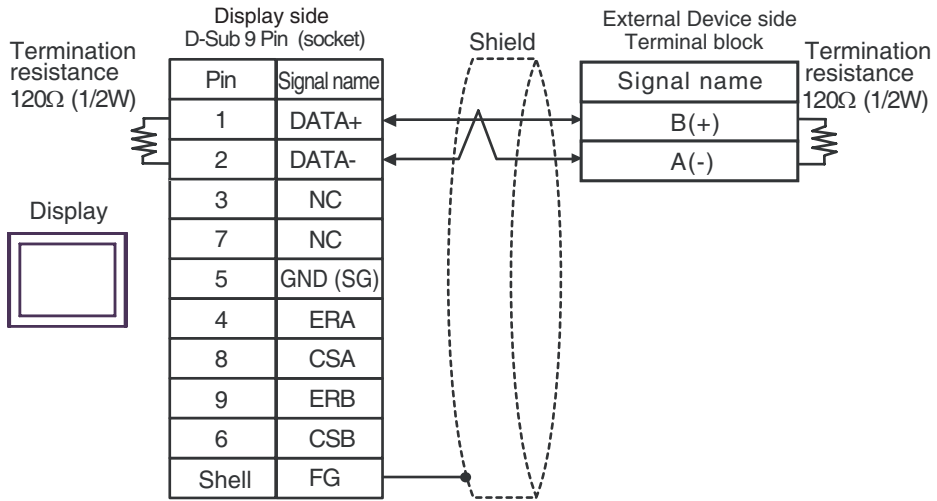 Display side
D-Sub 9 Pin (socket)
Termination
resistance
120Ω (1/2W)
Shield
External Device side
Terminal block
Termination
resistance
120Ω (1/2W)
Pin Signal name
1 DATA+
2 DATA-
3 NC
7 NC
5 GND (SG)
4 ERA
8 CSA
9 ERB
6 CSB
Shell FG
Signal name
B(+)
A(-)
Display